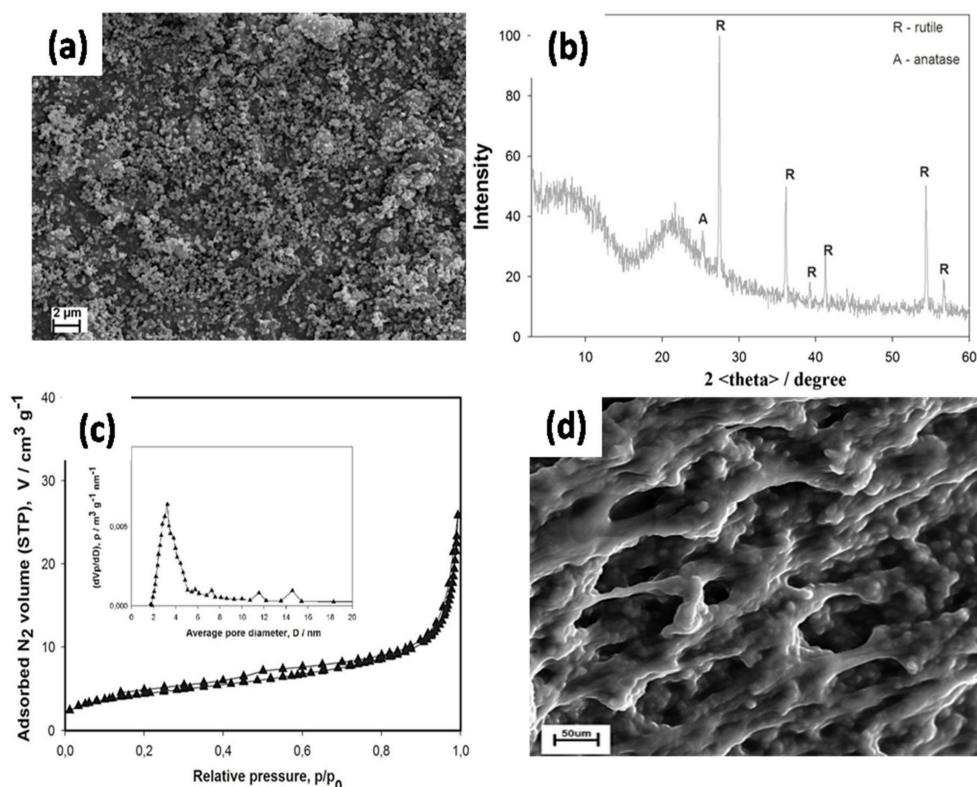 (a)
2 µm
(b)
R - rutile
A - anatase
R
R
R
A
R
R
R
Intensity
100
80
60
40
20
0
10
20
30
40
50
60
2 <theta> / degree
(c)
Adsorbed N2 volume (STP), V / cm3 g-1
40
30
20
10
0
0,0
0,2
0,4
0,6
0,8
1,0
Relative pressure, p/p0
(dVp/dD), p / m3 g-1 nm-1
0,005
0,000
0
2
4
6
8
10
12
14
16
18
20
Average pore diameter, D / nm
(d)
50um